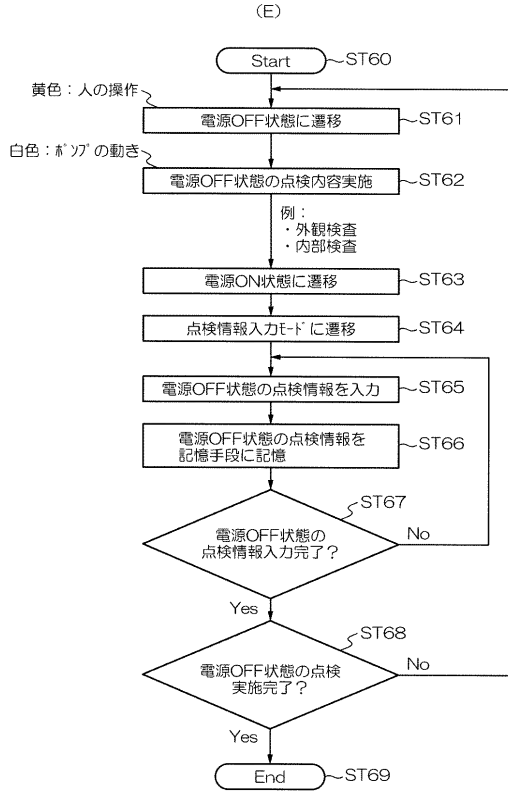 （E）
Start
ST60
黄色：人の操作
電源OFF状態に遷移
ST61
白色：ﾎﾟﾝﾌﾟの動き
電源OFF状態の点検内容実施
ST62
例：
・外観検査
・内部検査
電源ON状態に遷移
ST63
点検情報入力ﾓｰﾄﾞに遷移
ST64
電源OFF状態の点検情報を入力
ST65
電源OFF状態の点検情報を
記憶手段に記憶
ST66
ST67
電源OFF状態の
点検情報入力完了？
No
Yes
ST68
電源OFF状態の点検
実施完了？
No
Yes
End
ST69